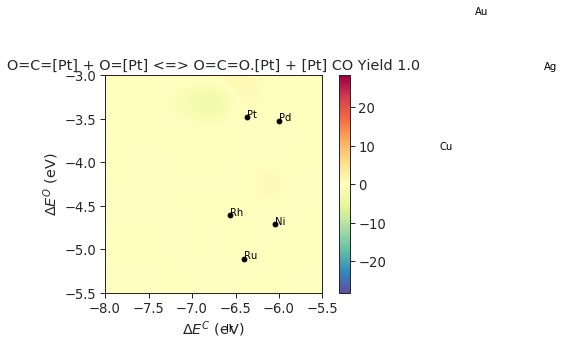 Au
O=C=[Pt] + O=[Pt] <=> O=C=O.[Pt] + [Pt] CO Yield 1.0
Ag
−3.0
20
Pt
Pd
−3.5
10
Cu
−4.0
0
ΔE^O (eV)
−4.5
Rh
Ni
−10
−5.0
Ru
−20
−5.5
−8.0 −7.5 −7.0 −6.5 −6.0 −5.5
ΔE^C (eV)
Ir